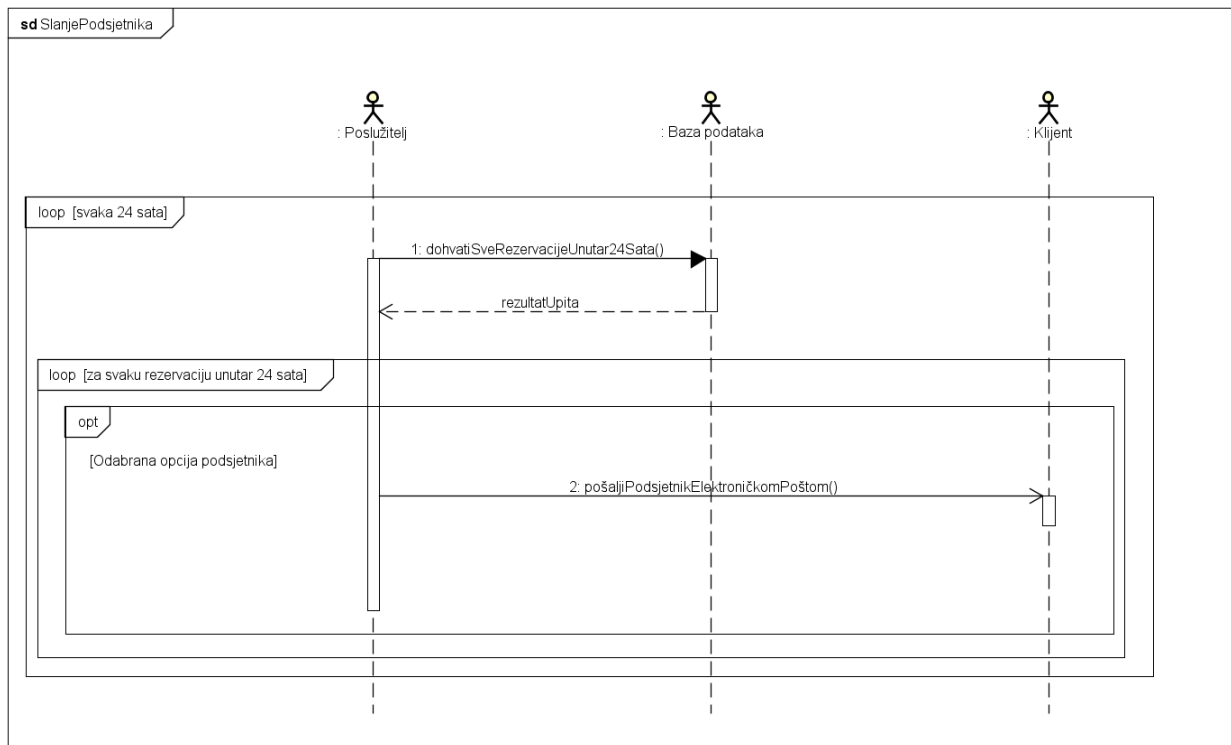 sd SlanjePodsjetnika
: Poslužitelj
: Baza podataka
: Klijent
loop [svaka 24 sata]
1: dohvatiSveRezervacijeUnutar24Sata()
rezultatUpita
loop [za svaku rezervaciju unutar 24 sata]
opt
[Odabrana opcija podsjetnika]
2: pošaljiPodsjetnikElektroničkomPoštom()